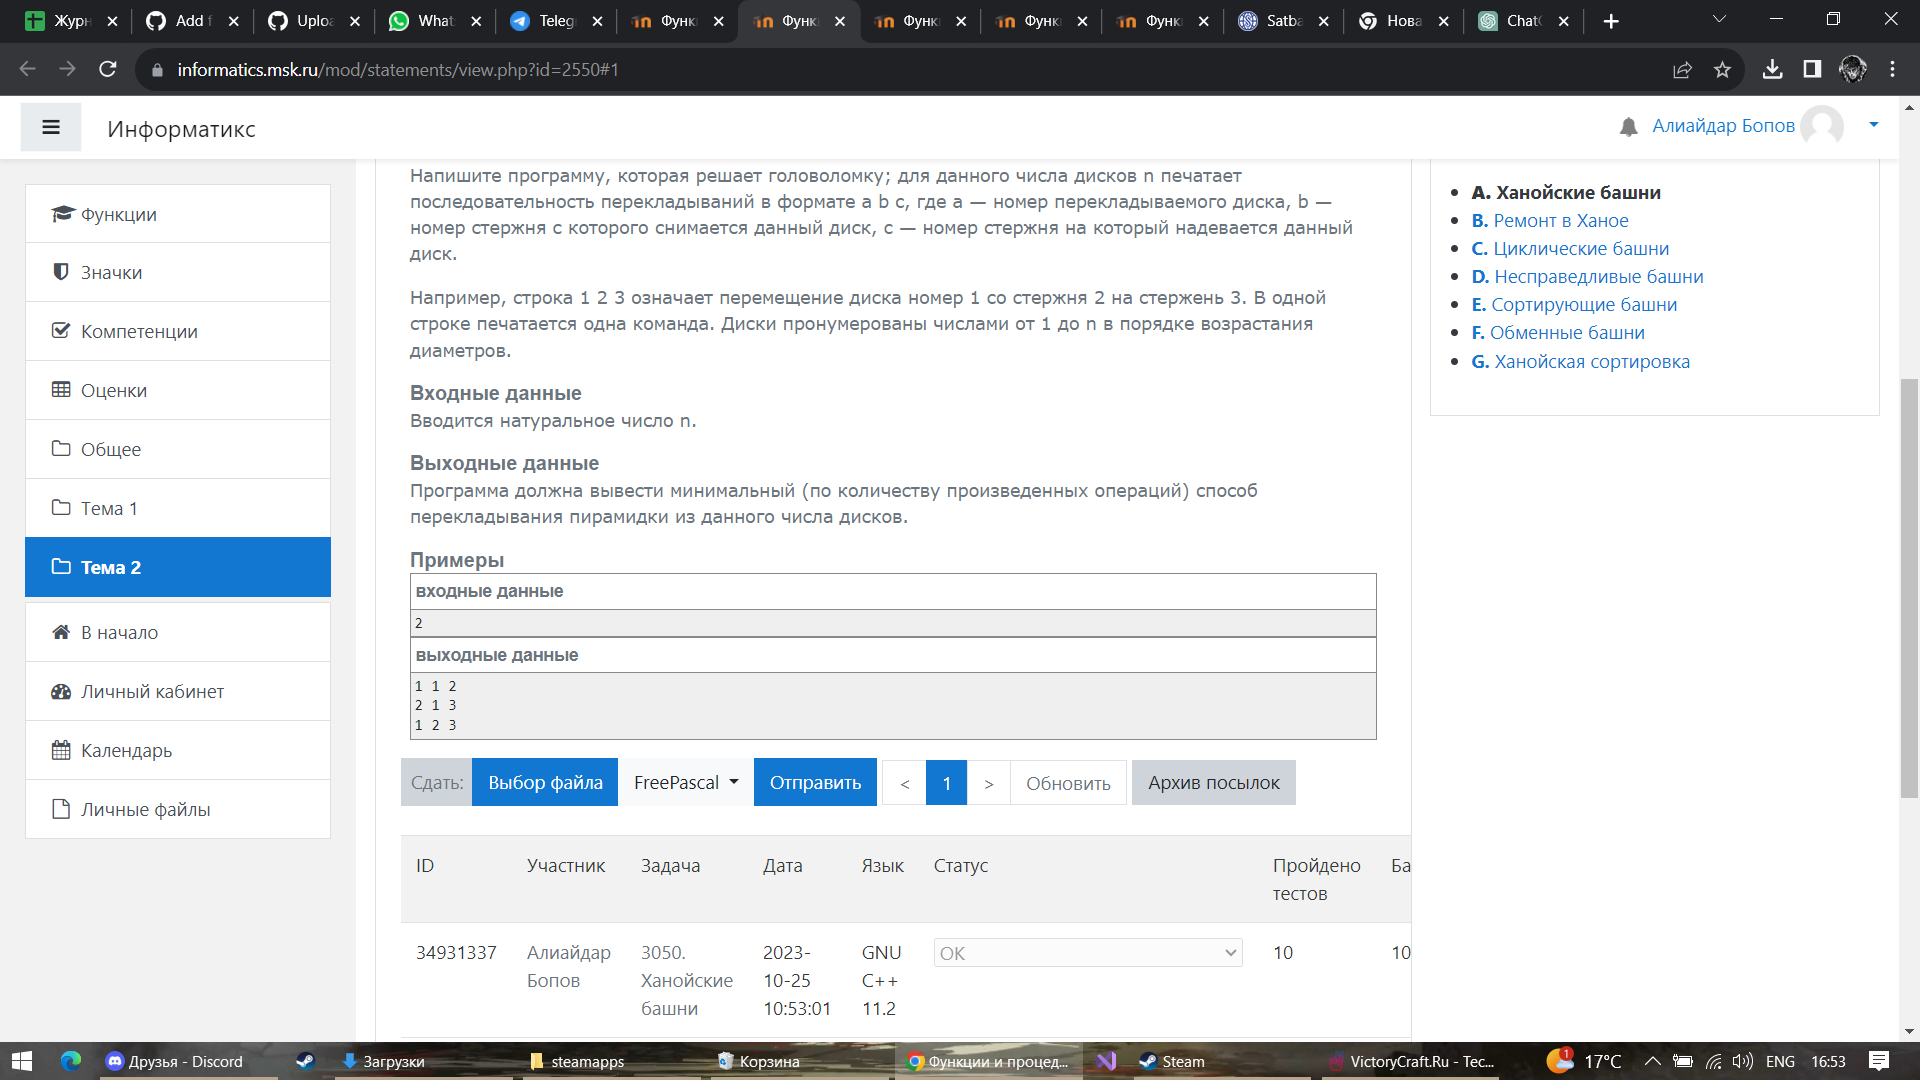 Журн
Add f
Uploa
What
Teleg
Функ
Функ
Функ
Функ
Функ
Satba
Нова
Chat
informatics.msk.ru/mod/statements/view.php?id=2550#1
Информатикс
Алиайдар Бопов
Функции
Значки
Компетенции
Оценки
Общее
Тема 1
Тема 2
В начало
Личный кабинет
Календарь
Личные файлы
Напишите программу, которая решает головоломку; для данного числа дисков n печатает
последовательность перекладываний в формате a b c, где a — номер перекладываемого диска, b —
номер стержня с которого снимается данный диск, c — номер стержня на который надевается данный
диск.
Например, строка 1 2 3 означает перемещение диска номер 1 со стержня 2 на стержень 3. В одной
строке печатается одна команда. Диски пронумерованы числами от 1 до n в порядке возрастания
диаметров.
Входные данные
Вводится натуральное число n.
Выходные данные
Программа должна вывести минимальный (по количеству произведенных операций) способ
перекладывания пирамидки из данного числа дисков.
Примеры
входные данные
2
выходные данные
1 1 2
2 1 3
1 2 3
Сдать: Выбор файла FreePascal Отправить < 1 > Обновить Архив посылок
ID Участник Задача Дата Язык Статус Пройдено тестов Ба
34931337 Алиайдар Бопов 3050. Ханойские башни 2023-10-25 10:53:01 GNU C++ 11.2 OK 10 10
A. Ханойские башни
B. Ремонт в Ханое
C. Циклические башни
D. Несправедливые башни
E. Сортирующие башни
F. Обменные башни
G. Ханойская сортировка
Друзья - Discord
Загрузки
steamapps
Корзина
Функции и процед...
Steam
VictoryCraft.Ru - Tec...
1
17°C
ENG
16:53